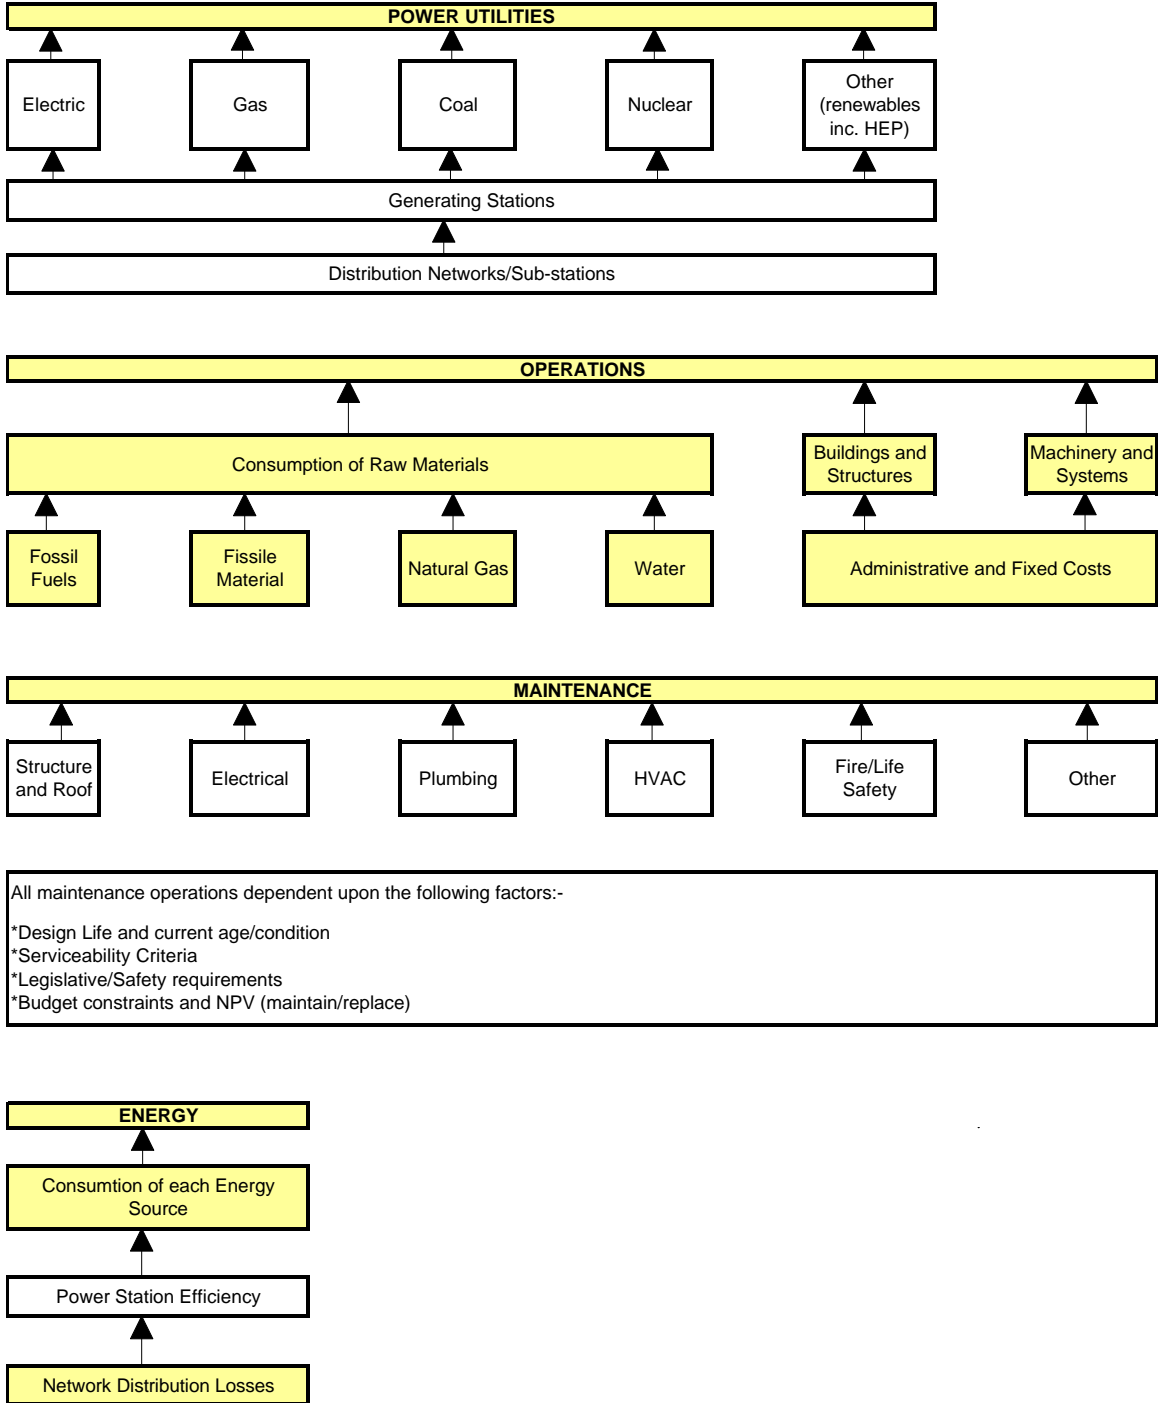 POWER UTILITIES
Electric
Gas
Coal
Nuclear
Other
(renewables
inc. HEP)
Generating Stations
Distribution Networks/Sub-stations
OPERATIONS
Consumption of Raw Materials
Buildings and
Structures
Machinery and
Systems
Fossil
Fuels
Fissile
Material
Natural Gas
Water
Administrative and Fixed Costs
MAINTENANCE
Structure
and Roof
Electrical
Plumbing
HVAC
Fire/Life
Safety
Other
All maintenance operations dependent upon the following factors:-
*Design Life and current age/condition
*Serviceability Criteria
*Legislative/Safety requirements
*Budget constraints and NPV (maintain/replace)
ENERGY
Consumtion of each Energy
Source
Power Station Efficiency
Network Distribution Losses